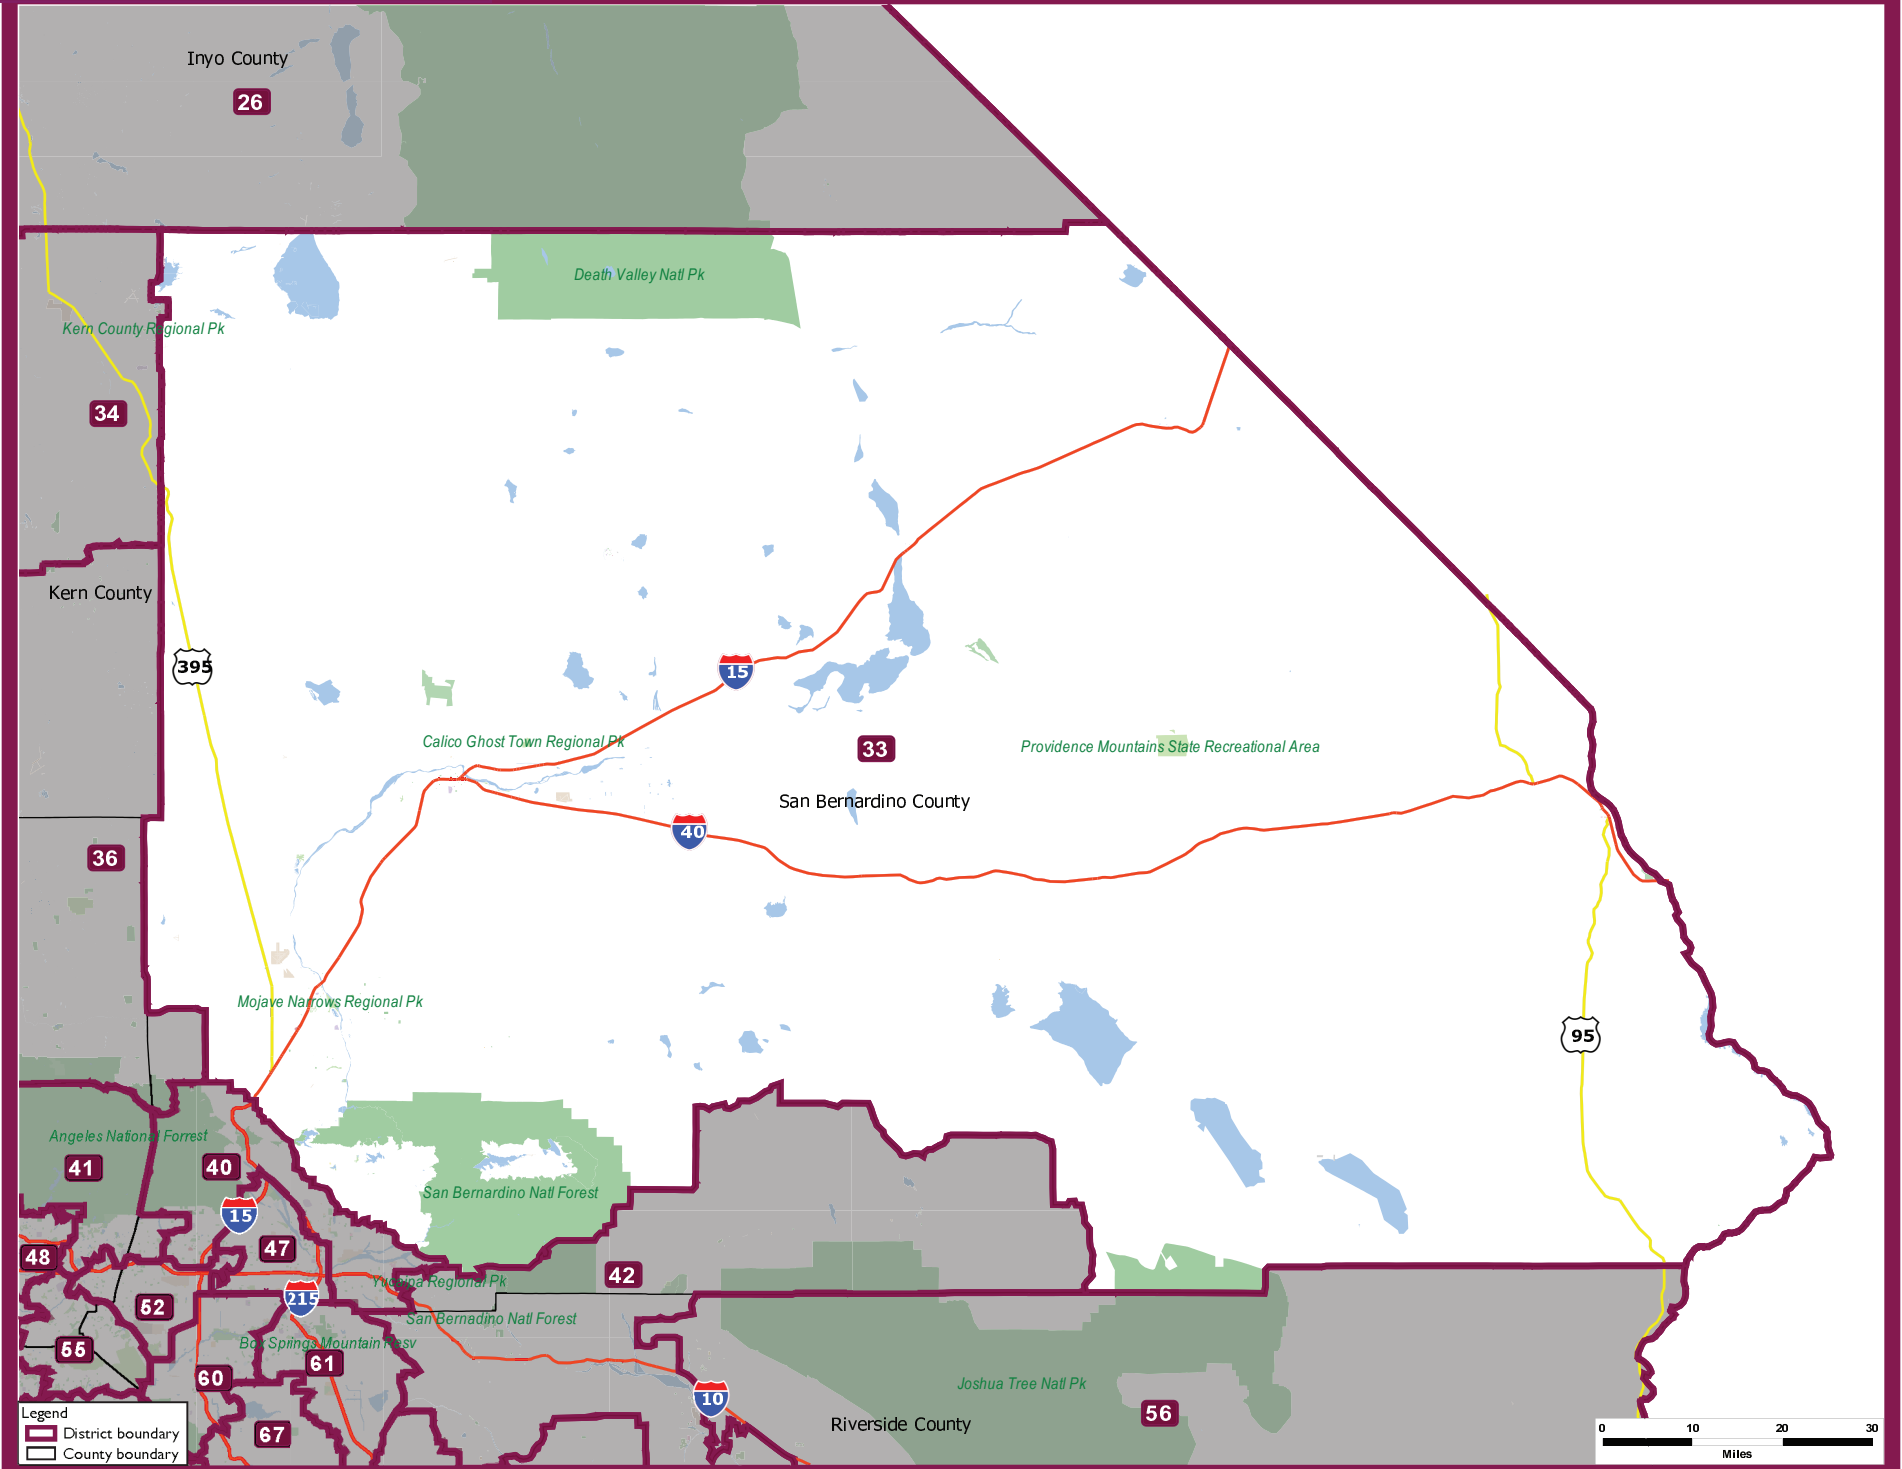 Inyo County
26
Death Valley Natl Pk
Kern County Regional Pk
34
Kern County
395
15
Calico Ghost Town Regional Pk
33
Providence Mountains State Recreational Area
San Bernardino County
40
36
Mojave Narrows Regional Pk
95
Angeles National Forrest
41
40
San Bernardino Natl Forest
15
48
47
42
Yucaipa Regional Pk
215
52
San Bernadino Natl Forest
Box Springs Mountain Resv
55
61
60
Joshua Tree Natl Pk
10
56
Riverside County
67
Legend
District boundary
County boundary
0 10 20 30
Miles